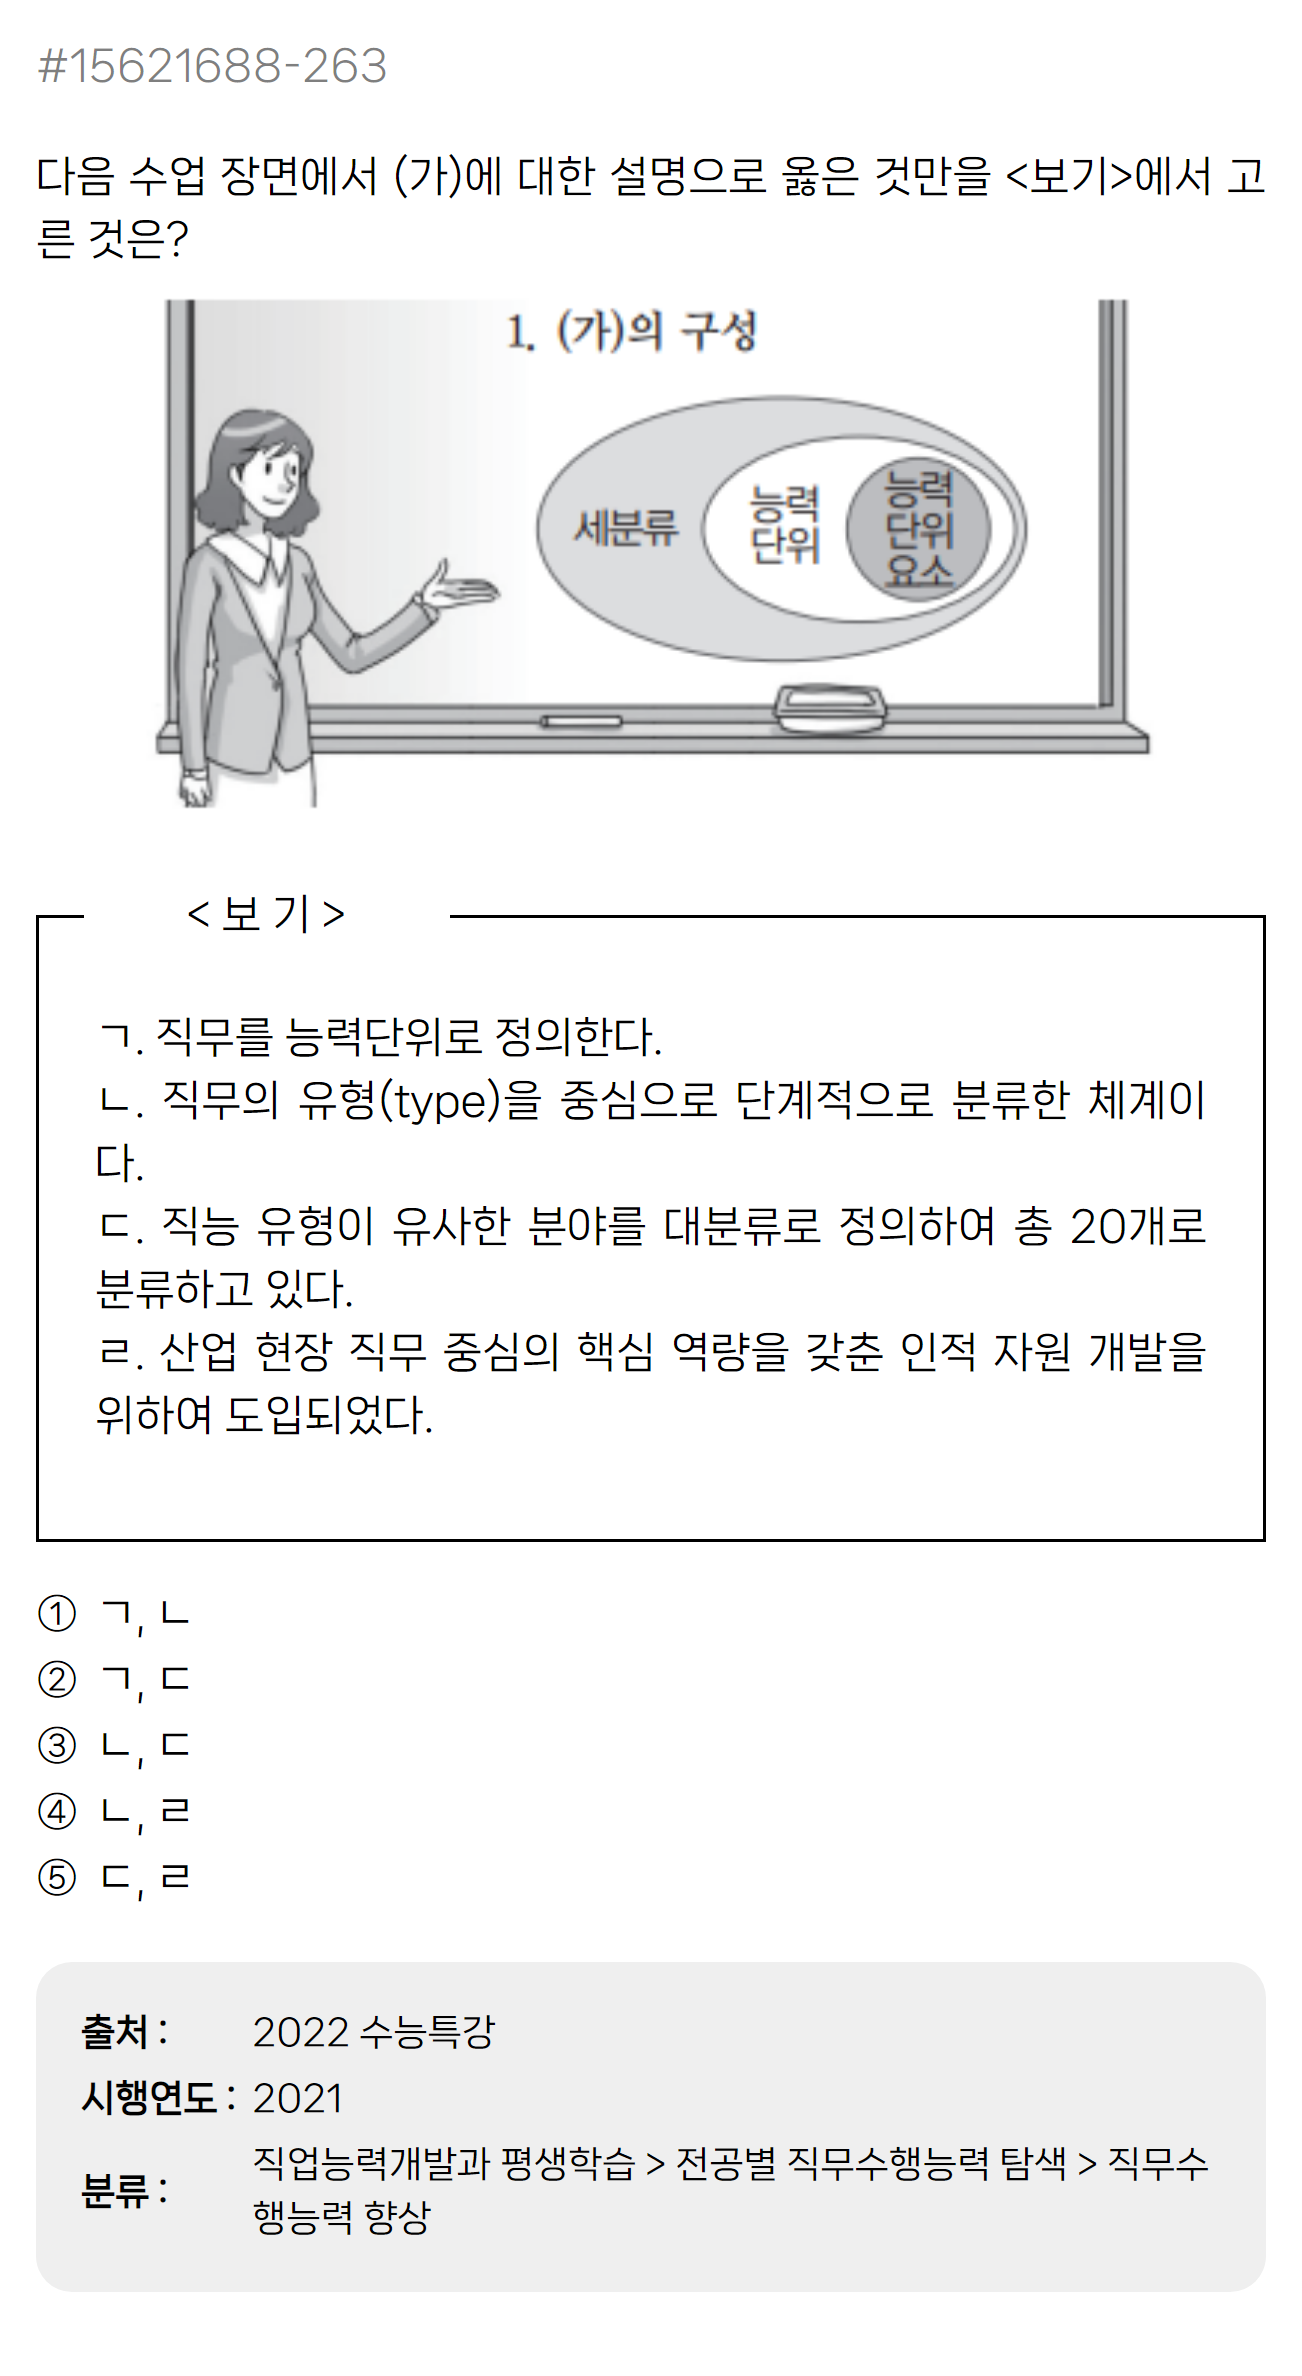 #15621688-263
다음 수업 장면에서 (가)에 대한 설명으로 옳은 것만을 <보기>에서 고
른 것은?
1. (가)의 구성
세분류
능력
단위
능력
단위
요소
< 보 기 >
ㄱ. 직무를 능력단위로 정의한다.
ㄴ. 직무의 유형(type)을 중심으로 단계적으로 분류한 체계이
다.
ㄷ. 직능 유형이 유사한 분야를 대분류로 정의하여 총 20개로
분류하고 있다.
ㄹ. 산업 현장 직무 중심의 핵심 역량을 갖춘 인적 자원 개발을
위하여 도입되었다.
① ㄱ, ㄴ
② ㄱ, ㄷ
③ ㄴ, ㄷ
④ ㄴ, ㄹ
⑤ ㄷ, ㄹ
출처 : 2022 수능특강
시행연도 : 2021
분류 : 직업능력개발과 평생학습 > 전공별 직무수행능력 탐색 > 직무수
행능력 향상